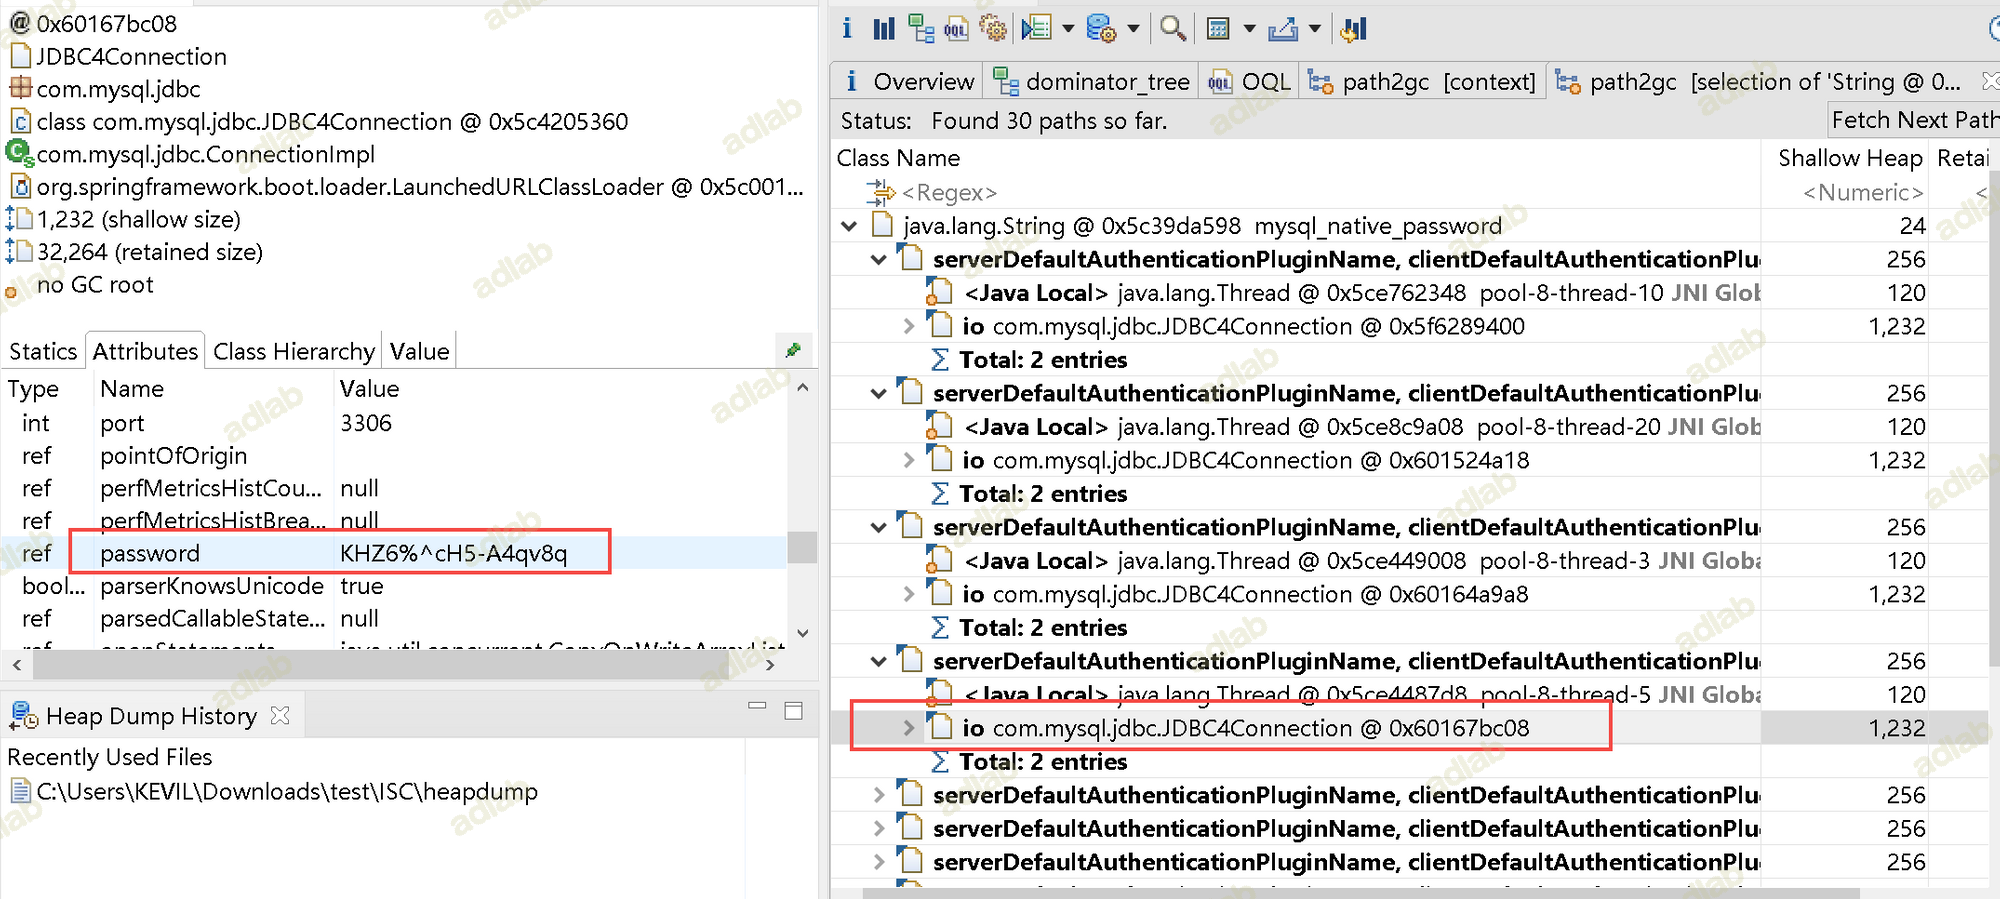 0x60167bc08
JDBC4Connection
com.mysql.jdbc
class com.mysql.jdbc.JDBC4Connection @ 0x5c4205360
com.mysql.jdbc.ConnectionImpl
org.springframework.boot.loader.LaunchedURLClassLoader @ 0x5c001...
1,232 (shallow size)
32,264 (retained size)
no GC root
Statics Attributes Class Hierarchy Value
Type Name Value
int port 3306
ref pointOfOrigin
ref perfMetricsHistCou... null
ref perfMetricsHistBrea... null
ref password KHZ6%^cH5-A4qv8q
bool... parserKnowsUnicode true
ref parsedCallableState... null
ref openStatements java.util.concurrent.CopyOnWriteArrayList
Heap Dump History
Recently Used Files
C:\Users\KEVIL\Downloads\test\ISC\heapdump
i Overview dominator_tree OQL path2gc [context] path2gc [selection of 'String @ 0...
Status: Found 30 paths so far.
Fetch Next Path
Class Name Shallow Heap Retai
<Regex> <Numeric> <
java.lang.String @ 0x5c39da598 mysql_native_password 24
serverDefaultAuthenticationPluginName, clientDefaultAuthenticationPlu 256
<Java Local> java.lang.Thread @ 0x5ce762348 pool-8-thread-10 JNI Glob 120
io com.mysql.jdbc.JDBC4Connection @ 0x5f6289400 1,232
Σ Total: 2 entries
serverDefaultAuthenticationPluginName, clientDefaultAuthenticationPlu 256
<Java Local> java.lang.Thread @ 0x5ce8c9a08 pool-8-thread-20 JNI Glob 120
io com.mysql.jdbc.JDBC4Connection @ 0x601524a18 1,232
Σ Total: 2 entries
serverDefaultAuthenticationPluginName, clientDefaultAuthenticationPlu 256
<Java Local> java.lang.Thread @ 0x5ce449008 pool-8-thread-3 JNI Globa 120
io com.mysql.jdbc.JDBC4Connection @ 0x60164a9a8 1,232
Σ Total: 2 entries
serverDefaultAuthenticationPluginName, clientDefaultAuthenticationPlu 256
<Java Local> java.lang.Thread @ 0x5ce4487d8 pool-8-thread-5 JNI Globa 120
io com.mysql.jdbc.JDBC4Connection @ 0x60167bc08 1,232
Σ Total: 2 entries
serverDefaultAuthenticationPluginName, clientDefaultAuthenticationPlu 256
serverDefaultAuthenticationPluginName, clientDefaultAuthenticationPlu 256
serverDefaultAuthenticationPluginName, clientDefaultAuthenticationPlu 256
adlab